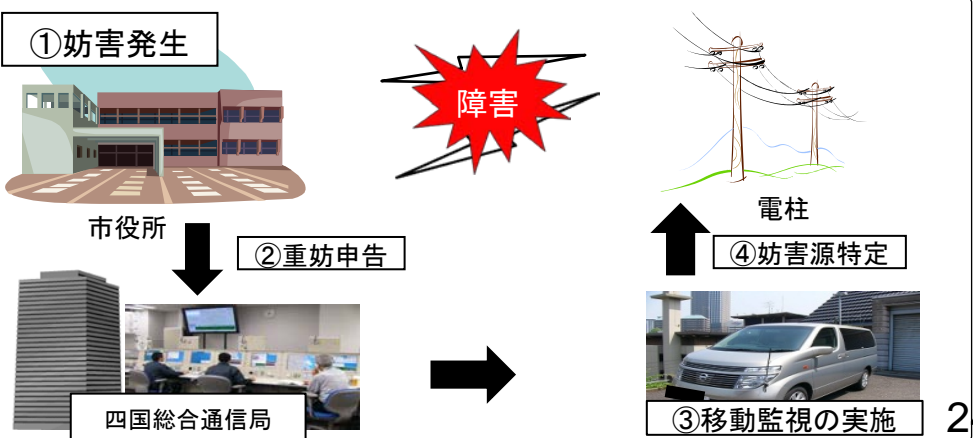 ①妨害発生
障害
市役所
電柱
②重妨申告
④妨害源特定
四国総合通信局
③移動監視の実施
2